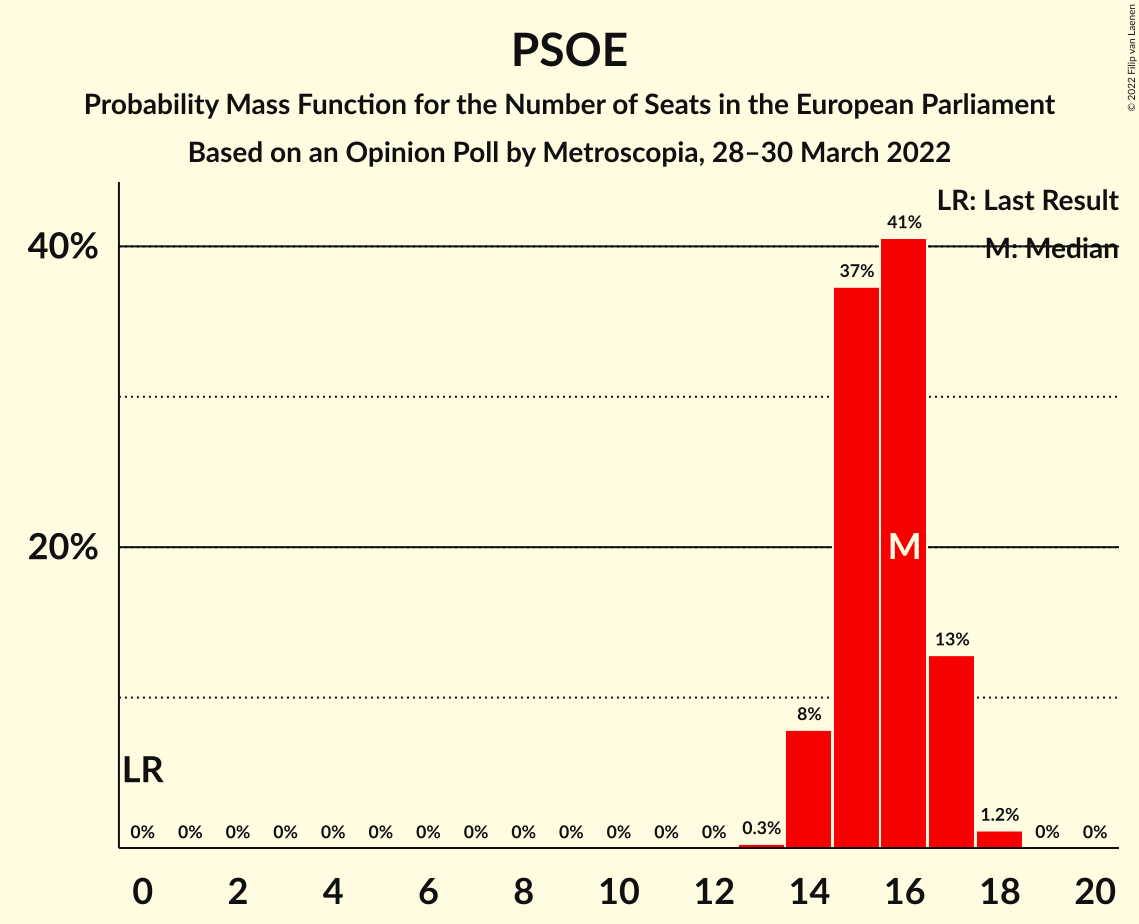 PSOE
Probability Mass Function for the Number of Seats in the European Parliament
Based on an Opinion Poll by Metroscopia, 28–30 March 2022
© 2022 Filip van Laenen
LR: Last Result
M: Median
40%
20%
41%
37%
M
13%
8%
LR
0% 0% 0% 0% 0% 0% 0% 0% 0% 0% 0% 0% 0% 0.3% 1.2% 0% 0%
0 2 4 6 8 10 12 14 16 18 20